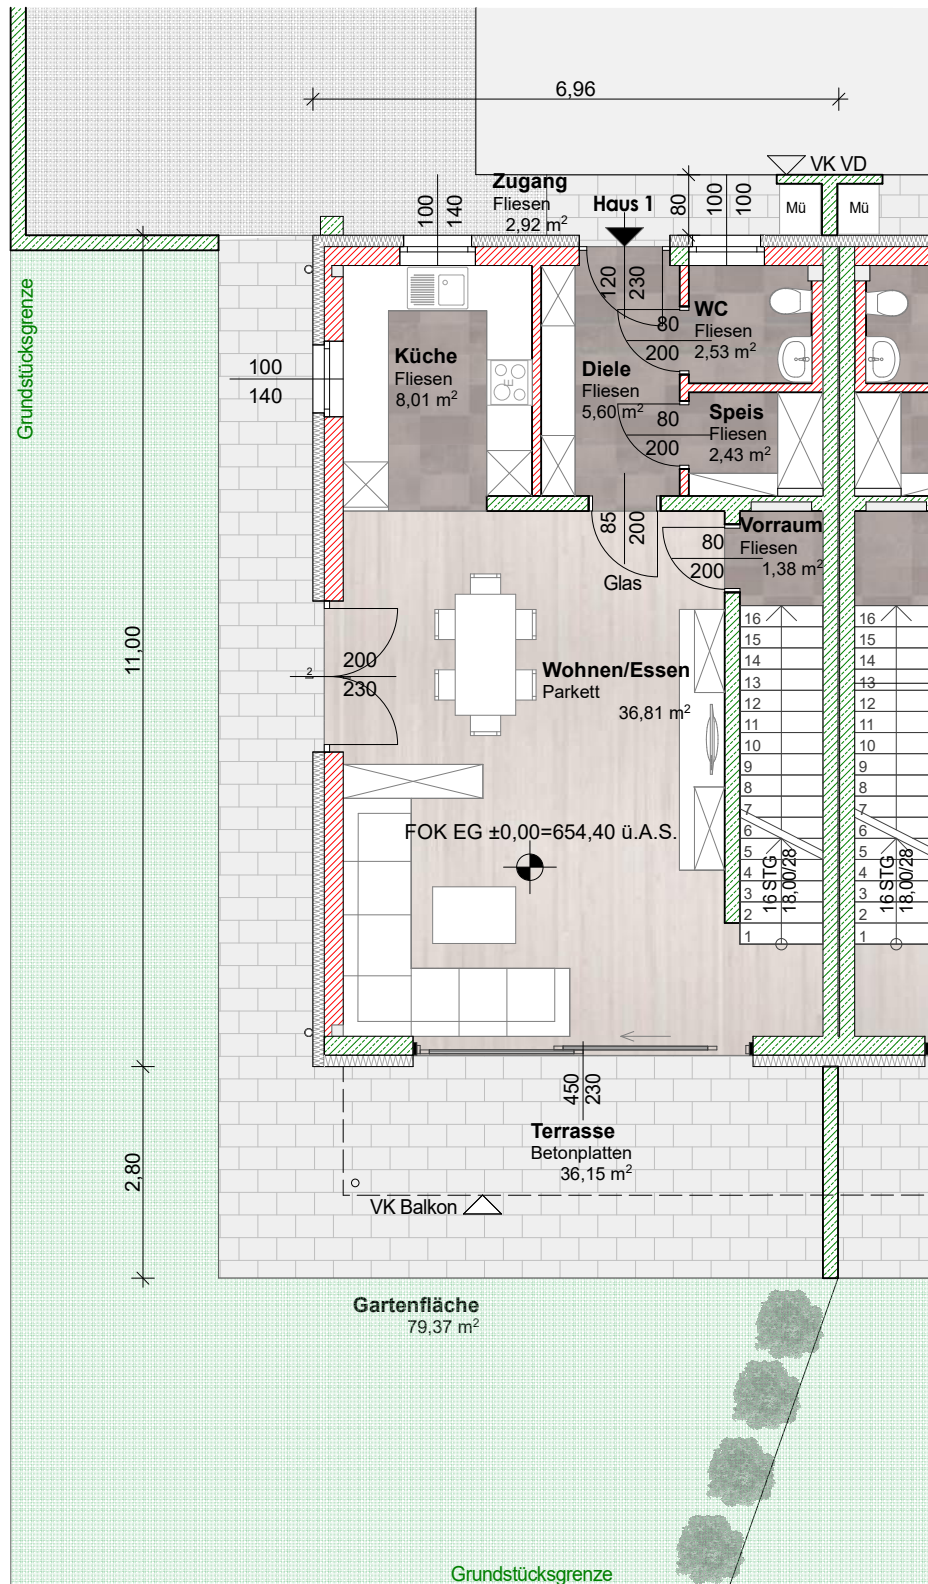 6,96
VK VD
Zugang
Fliesen
2,92 m²
100
140
Haus 1
80
100
100
Mü
Mü
Grundstücksgrenze
120
230
WC
Fliesen
2,53 m²
80
200
Küche
Fliesen
8,01 m²
E
100
140
Diele
Fliesen
5,60 m²
Speis
Fliesen
2,43 m²
80
200
85
200
Glas
Vorraum
Fliesen
1,38 m²
80
200
11,00
2
200
230
Wohnen/Essen
Parkett
36,81 m²
16
15
14
13
12
11
10
9
8
7
6
5
4
3
2
1
16 STG
18,00/28
16
15
14
13
12
11
10
9
8
7
6
5
4
3
2
1
16 STG
18,00/28
FOK EG ±0,00=654,40 ü.A.S.
450
230
Terrasse
Betonplatten
36,15 m²
2,80
VK Balkon
Gartenfläche
79,37 m²
Grundstücksgrenze